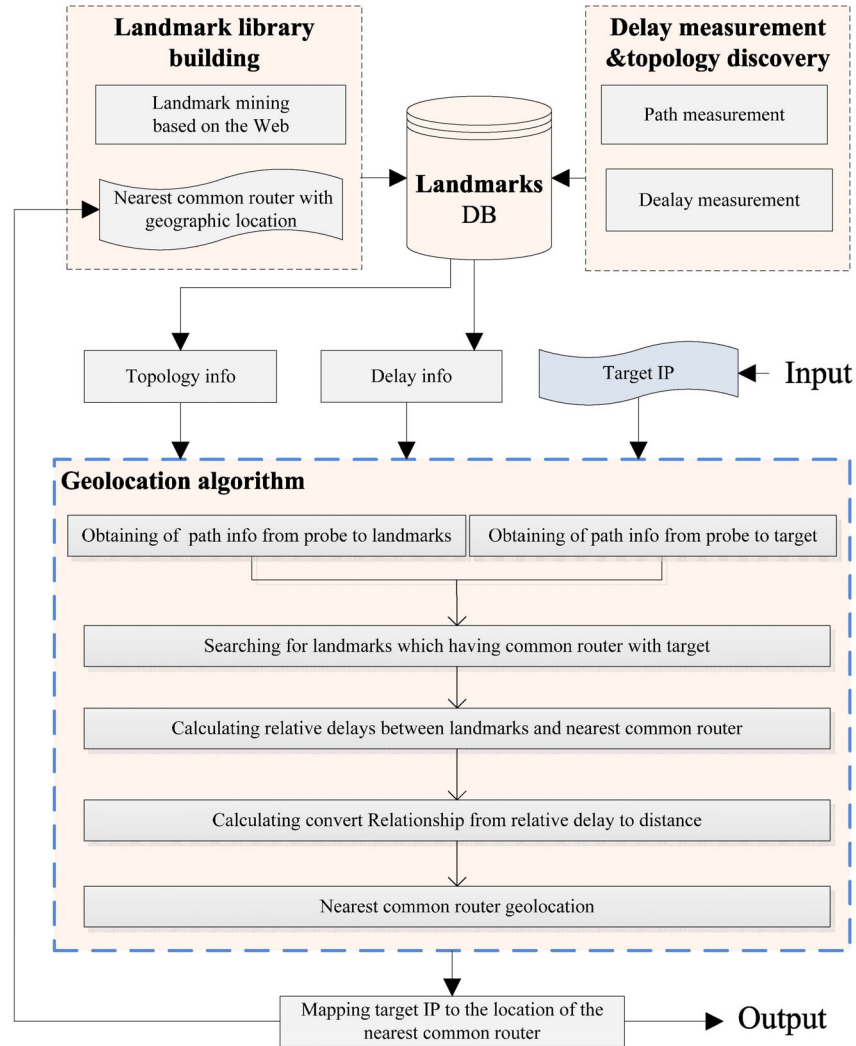 Landmark library
building
Landmark mining
based on the Web
Nearest common router with
geographic location
Landmarks
DB
Delay measurement
&topology discovery
Path measurement
Dealay measurement
Topology info
Delay info
Target IP
Input
Geolocation algorithm
Obtaining of path info from probe to landmarks
Obtaining of path info from probe to target
Searching for landmarks which having common router with target
Calculating relative delays between landmarks and nearest common router
Calculating convert Relationship from relative delay to distance
Nearest common router geolocation
Mapping target IP to the location of the
nearest common router
Output